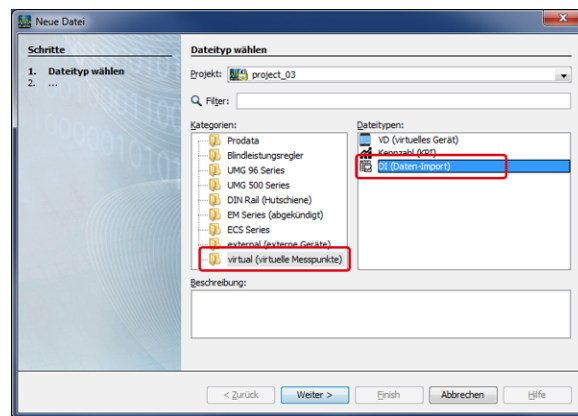 Neue Datei
Schritte
1. Dateityp wählen
2. ...
Dateityp wählen
Projekt: project_03
Filter:
Kategorien:
Prodata
Blindleistungsregler
UMG 96 Series
UMG 500 Series
DIN Rail (Hutschiene)
EM Series (abgekündigt)
ECS Series
external (externe Geräte)
virtual (virtuelle Messpunkte)
Dateitypen:
VD (virtuelles Gerät)
Kennzahl (KPI)
DI (Daten-Import)
Beschreibung:
< Zurück
Weiter >
Finish
Abbrechen
Hilfe